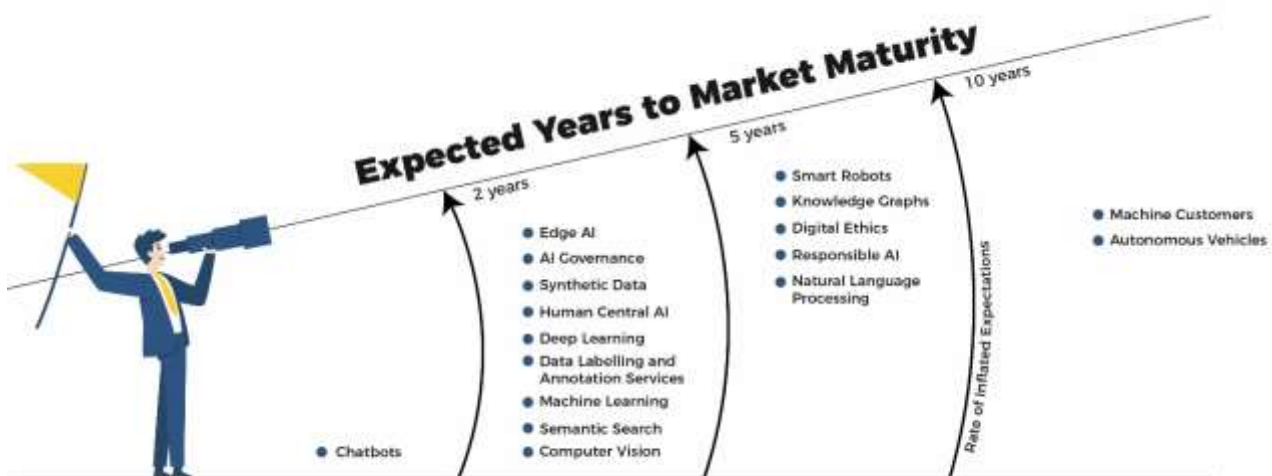 Expected Years to Market Maturity
2 years
5 years
10 years
Chatbots
Edge AI
AI Governance
Synthetic Data
Human Central AI
Deep Learning
Data Labelling and
Annotation Services
Machine Learning
Semantic Search
Computer Vision
Smart Robots
Knowledge Graphs
Digital Ethics
Responsible AI
Natural Language
Processing
Rate of Inflated Expectations
Machine Customers
Autonomous Vehicles